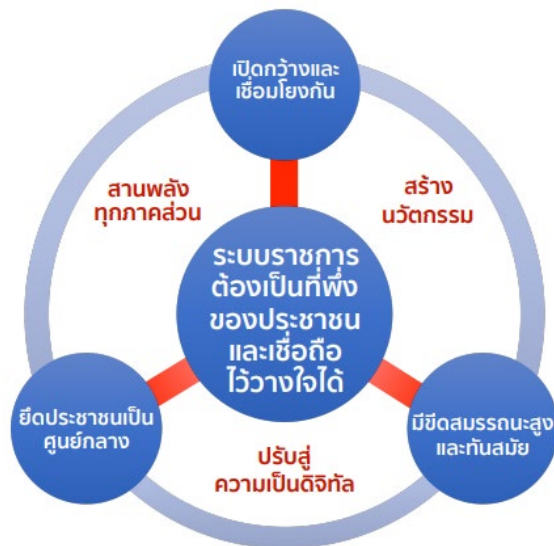 เปิดกว้างและ
เชื่อมโยงกัน
สานพลัง
ทุกภาคส่วน
สร้าง
นวัตกรรม
ระบบราชการ
ต้องเป็นที่พึ่ง
ของประชาชน
และเชื่อถือ
ไว้วางใจได้
ยึดประชาชนเป็น
ศูนย์กลาง
มีขีดสมรรถนะสูง
และทันสมัย
ปรับสู่
ความเป็นดิจิทัล